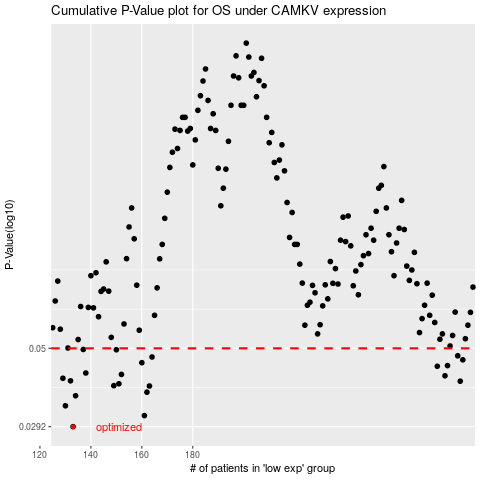 Cumulative P-Value plot for OS under CAMKV expression
P-Value(log10)
0.05
0.0292
optimized
120 140 160 180
# of patients in 'low exp' group